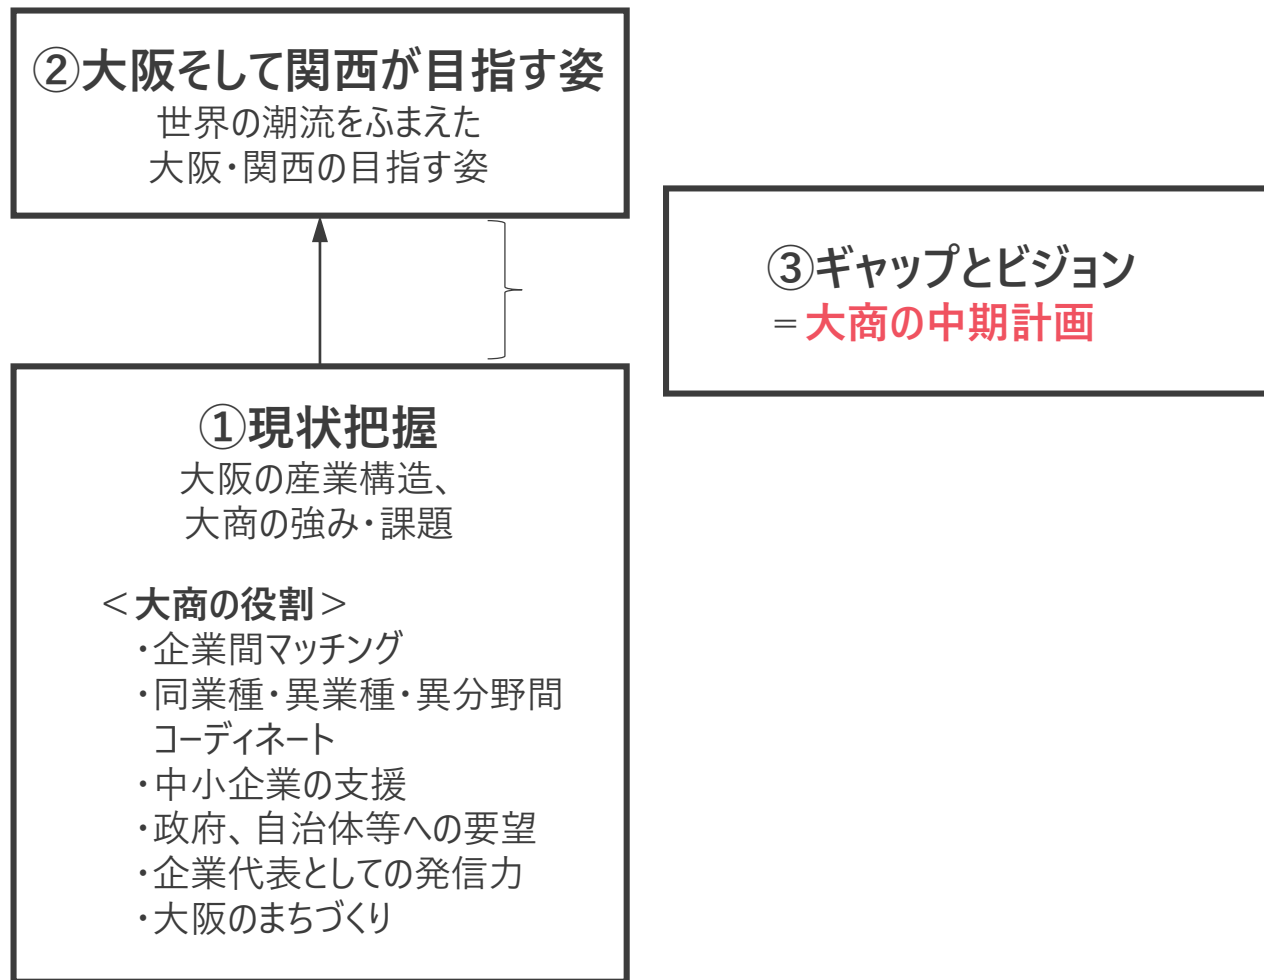 ②大阪そして関西が目指す姿
世界の潮流をふまえた
大阪・関西の目指す姿
③ギャップとビジョン
＝大商の中期計画
①現状把握
大阪の産業構造、
大商の強み・課題
＜大商の役割＞
・企業間マッチング
・同業種・異業種・異分野間
コーディネート
・中小企業の支援
・政府、自治体等への要望
・企業代表としての発信力
・大阪のまちづくり